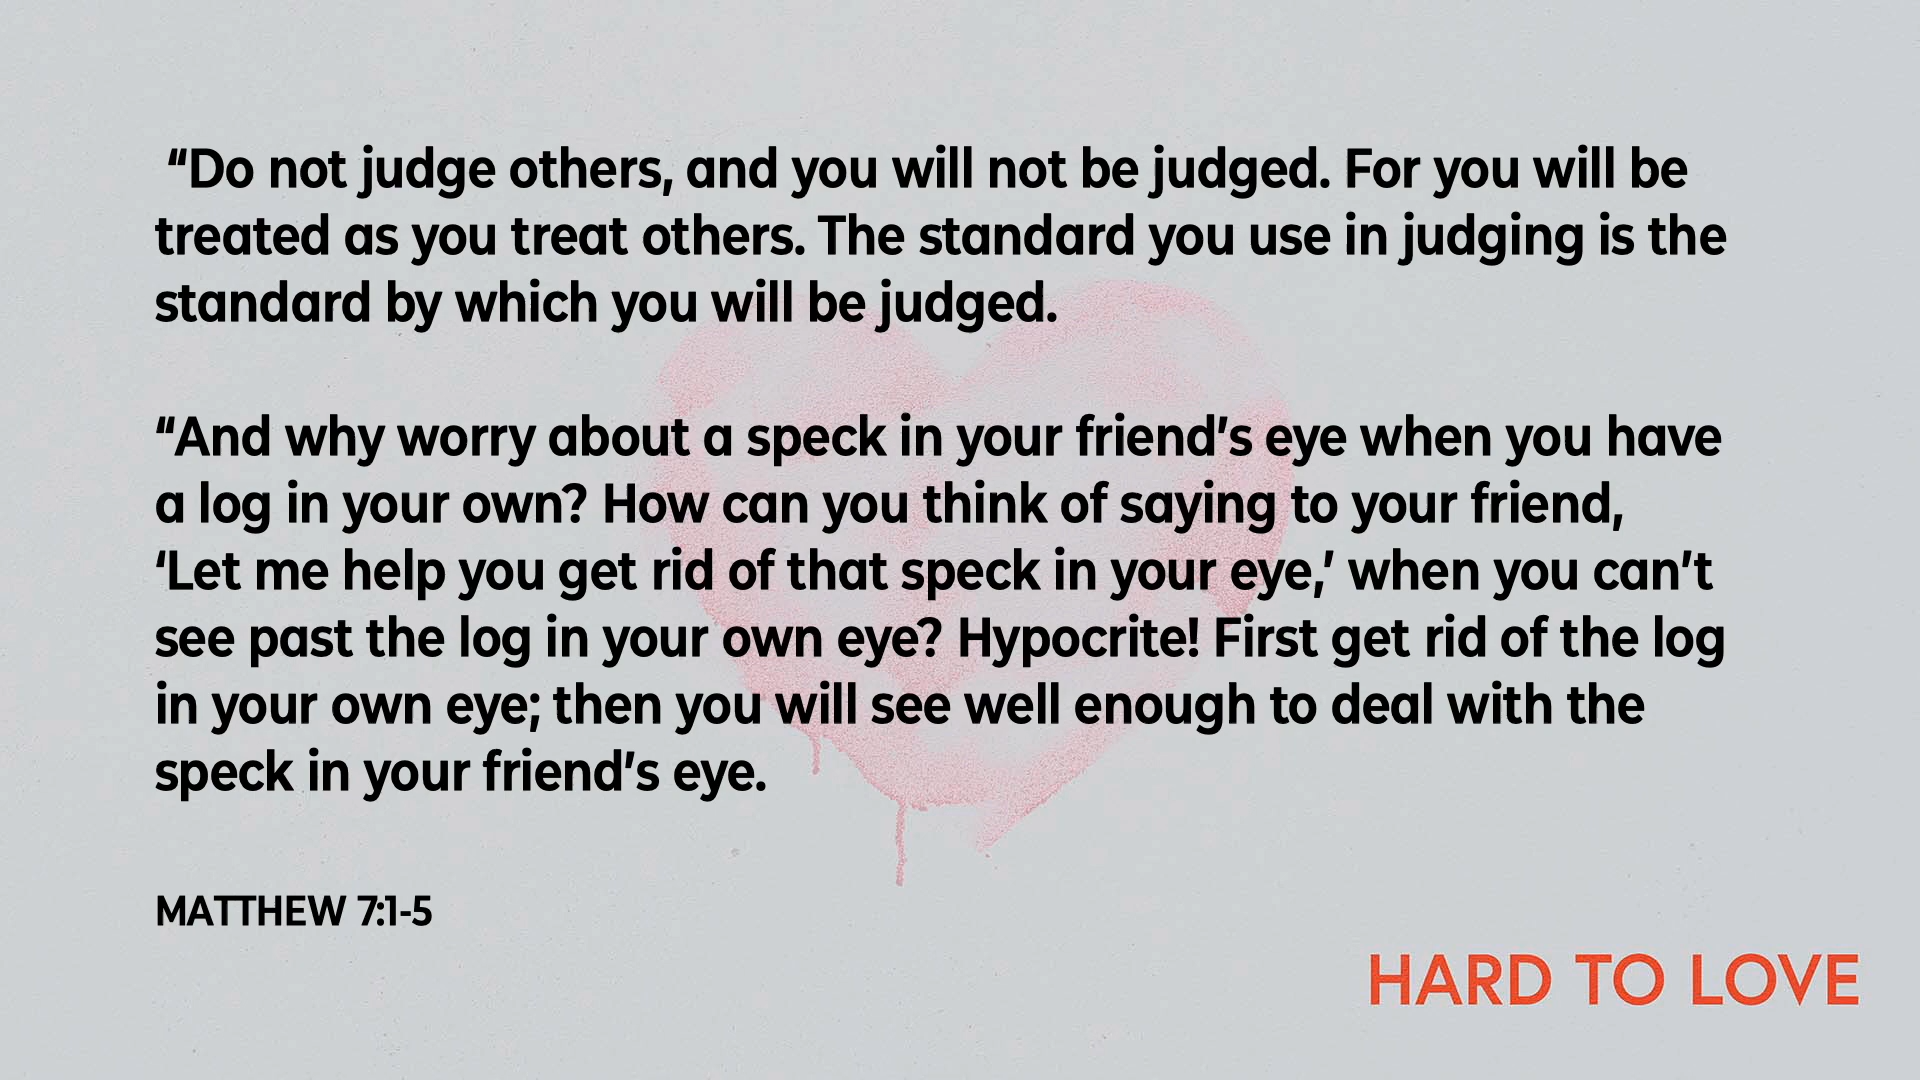 “Do not judge others, and you will not be judged. For you will be
treated as you treat others. The standard you use in judging is the
standard by which you will be judged.
“And why worry about a speck in your friend’s eye when you have
a log in your own? How can you think of saying to your friend,
‘Let me help you get rid of that speck in your eye,’ when you can’t
see past the log in your own eye? Hypocrite! First get rid of the log
in your own eye; then you will see well enough to deal with the
speck in your friend’s eye.
MATTHEW 7:1-5
HARD TO LOVE